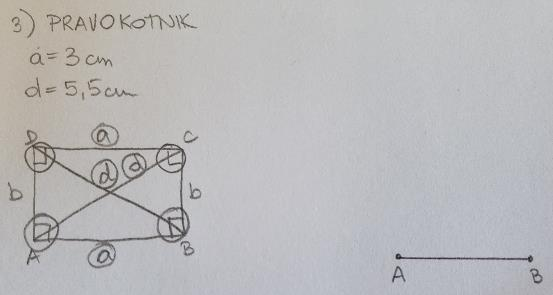 3) PRAVOKOTNIK
a = 3 cm
d = 5,5 cm
D a C
d d
b b
A a B
A B